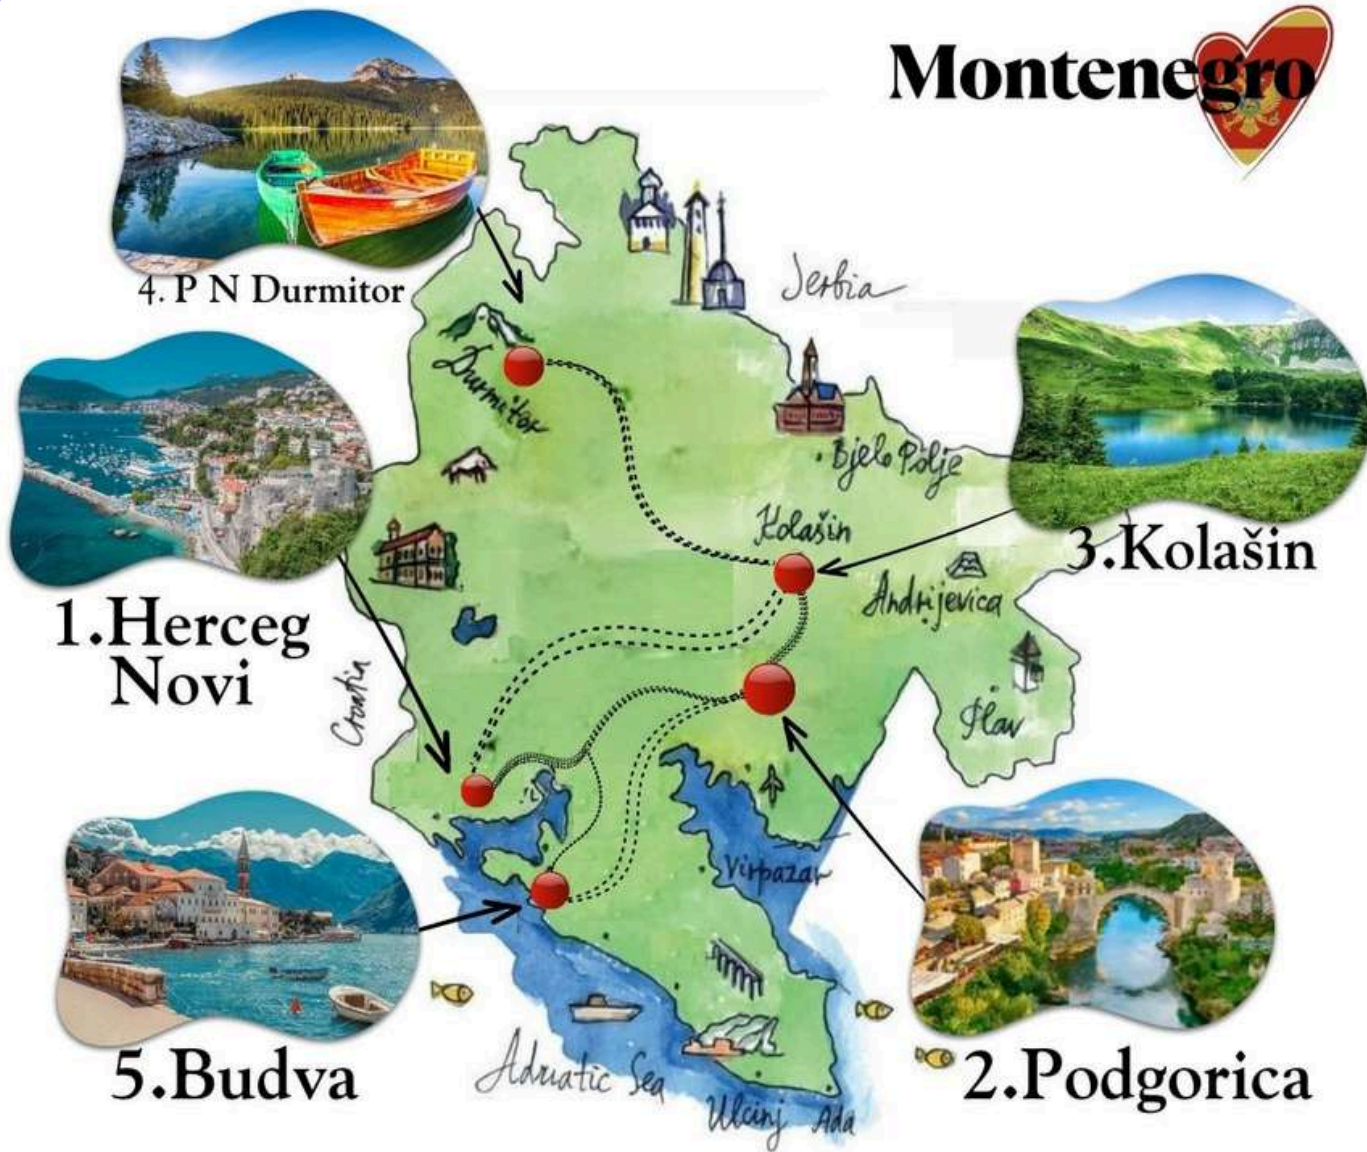 Montenegro
4. P N Durmitor
Serbia
Durmitor
Bjelo Polje
Kolašin
3.Kolašin
Andrijevica
1.Herceg
Novi
Croatia
Plav
Virpazar
5.Budva
2.Podgorica
Adriatic Sea
Ulcinj Ada